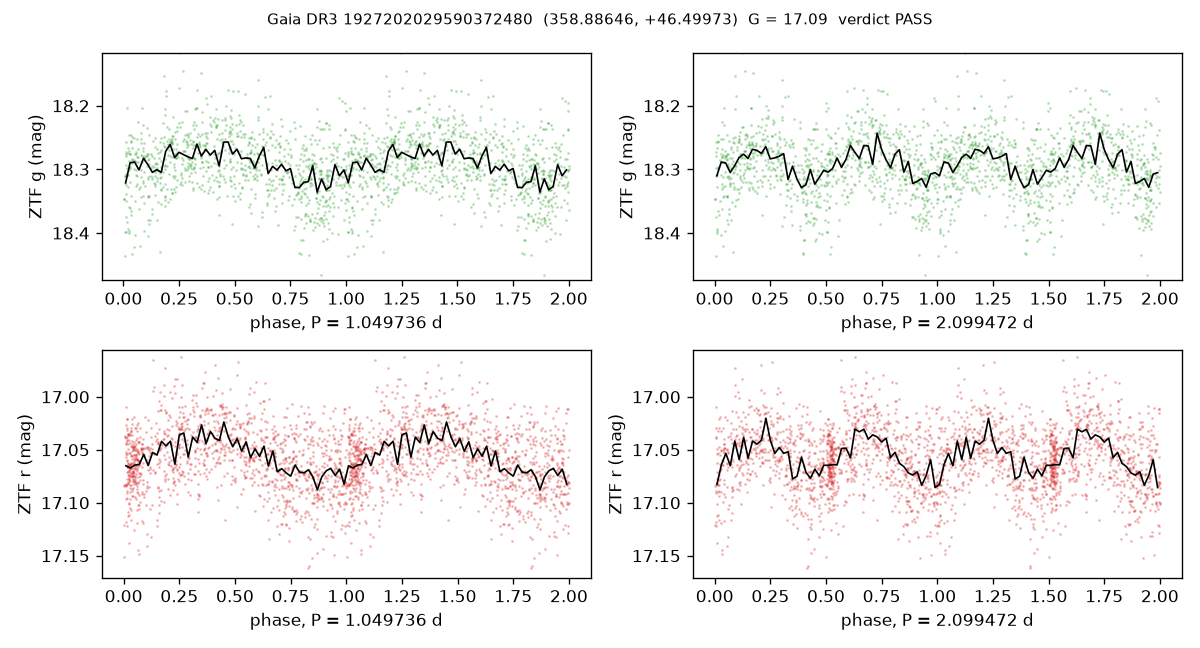 Gaia DR3 1927202029590372480  (358.88646, +46.49973)  G = 17.09  verdict PASS
ZTF g (mag)
18.2
18.3
18.4
0.00 0.25 0.50 0.75 1.00 1.25 1.50 1.75 2.00
phase, P = 1.049736 d
ZTF g (mag)
18.2
18.3
18.4
0.00 0.25 0.50 0.75 1.00 1.25 1.50 1.75 2.00
phase, P = 2.099472 d
ZTF r (mag)
17.00
17.05
17.10
17.15
0.00 0.25 0.50 0.75 1.00 1.25 1.50 1.75 2.00
phase, P = 1.049736 d
ZTF r (mag)
17.00
17.05
17.10
17.15
0.00 0.25 0.50 0.75 1.00 1.25 1.50 1.75 2.00
phase, P = 2.099472 d